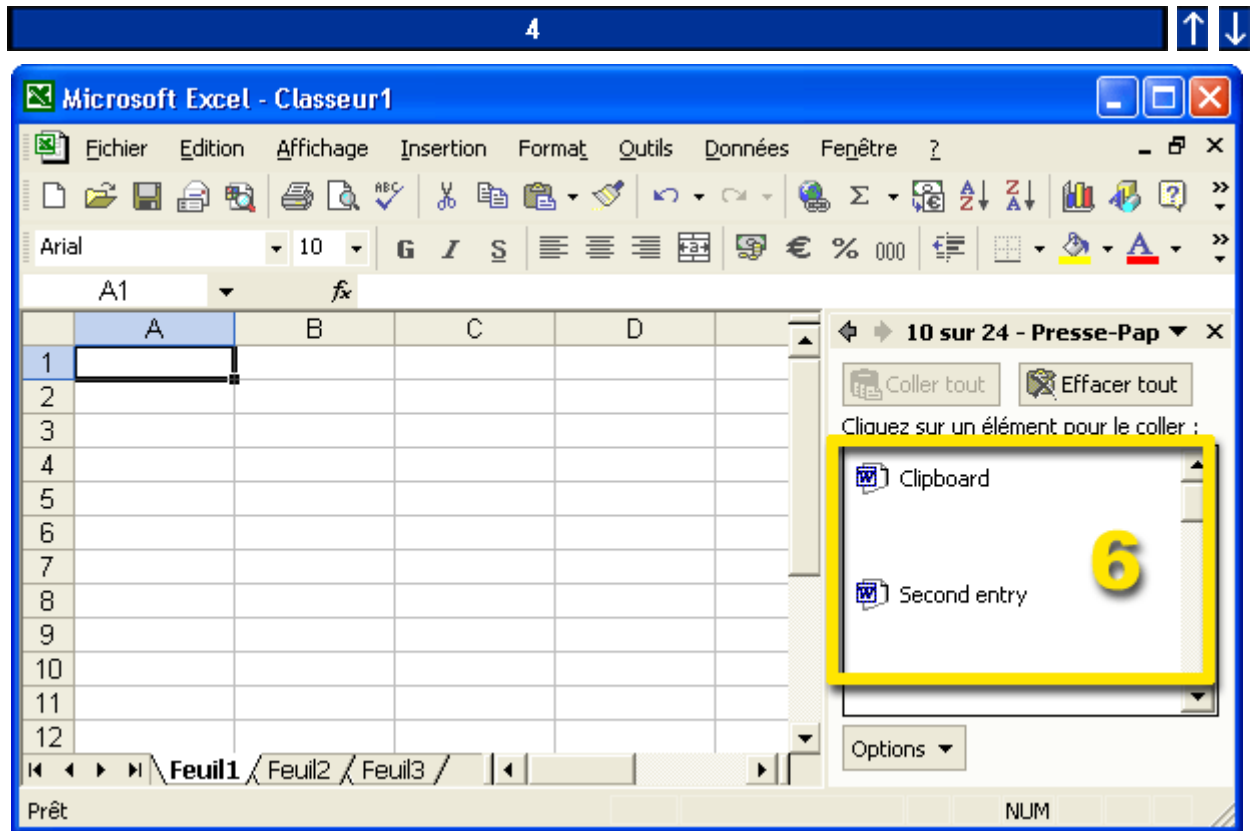 4 ↑ ↓
Microsoft Excel - Classeur1
Fichier Edition Affichage Insertion Format Outils Données Fenêtre ?
ABC Σ € A Z Z A ?
Arial 10 G I S a € % 000 A
A1 fx
A B C D
10 sur 24 - Presse-Pap
Coller tout Effacer tout
Cliquez sur un élément pour le coller :
1
2
3
4
5
6
7
8
9
10
11
12
Clipboard
6
Second entry
Options
Feuil1 Feuil2 Feuil3
Prêt NUM